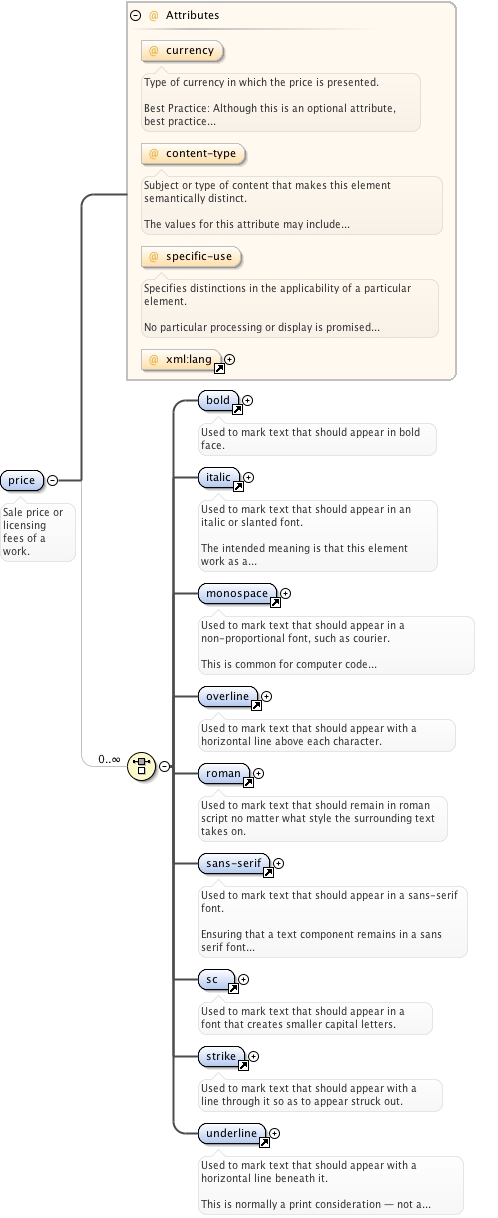 @ Attributes
@ currency
Type of currency in which the price is presented.
Best Practice: Although this is an optional attribute,
best practice...
@ content-type
Subject or type of content that makes this element
semantically distinct.
The values for this attribute may include...
@ specific-use
Specifies distinctions in the applicability of a particular
element.
No particular processing or display is promised...
@ xml:lang
price
Sale price or
licensing
fees of a
work.
0..∞
bold
Used to mark text that should appear in bold
face.
italic
Used to mark text that should appear in an
italic or slanted font.
The intended meaning is that this element
work as a...
monospace
Used to mark text that should appear in a
non-proportional font, such as courier.
This is common for computer code...
overline
Used to mark text that should appear with a
horizontal line above each character.
roman
Used to mark text that should remain in roman
script no matter what style the surrounding text
takes on.
sans-serif
Used to mark text that should appear in a sans-serif
font.
Ensuring that a text component remains in a sans
serif font...
sc
Used to mark text that should appear in a
font that creates smaller capital letters.
strike
Used to mark text that should appear with a
line through it so as to appear struck out.
underline
Used to mark text that should appear with a
horizontal line beneath it.
This is normally a print consideration — not a...